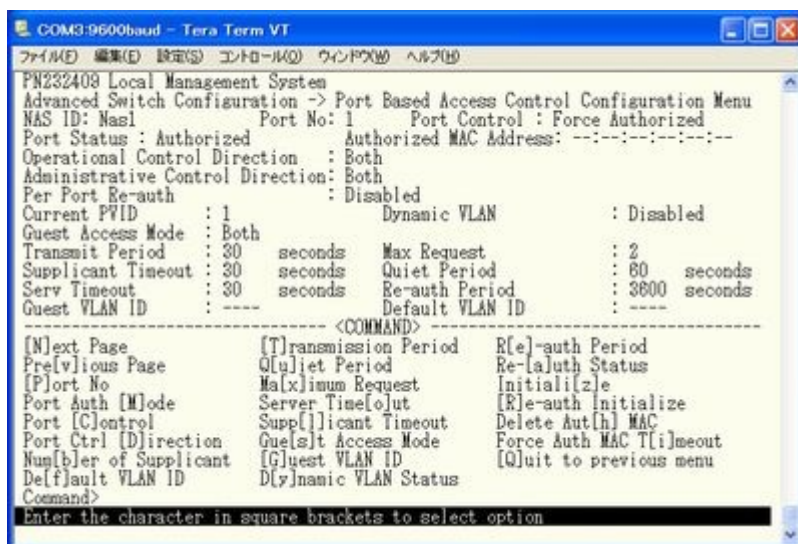 COM3:9600baud - Tera Term VT
ファイル(F) 編集(E) 設定(S) コントロール(O) ウィンドウ(W) ヘルプ(H)
PN232409 Local Management System
Advanced Switch Configuration -> Port Based Access Control Configuration Menu
NAS ID: Nas1 Port No: 1 Port Control : Force Authorized
Port Status : Authorized Authorized MAC Address: --:--:--:--:--:--
Operational Control Direction : Both
Administrative Control Direction: Both
Per Port Re-auth : Disabled
Current PVID : 1 Dynamic VLAN : Disabled
Guest Access Mode : Both
Transmit Period : 30 seconds Max Request : 2
Supplicant Timeout : 30 seconds Quiet Period : 60 seconds
Serv Timeout : 30 seconds Re-auth Period : 3600 seconds
Guest VLAN ID : ---- Default VLAN ID : ----
-------------------------------- <COMMAND> -----------------------------------
[N]ext Page [T]ransmission Period R[e]-auth Period
Pre[v]ious Page Q[u]iet Period Re-[a]uth Status
[P]ort No Ma[x]imum Request Initiali[z]e
Port Auth [M]ode Server Time[o]ut [R]e-auth Initialize
Port [C]ontrol Supp[l]icant Timeout Delete Aut[h] MAC
Port Ctrl [D]irection Gue[s]t Access Mode Force Auth MAC T[i]meout
Num[b]er of Supplicant [G]uest VLAN ID [Q]uit to previous menu
De[f]ault VLAN ID D[y]namic VLAN Status
Command>
Enter the character in square brackets to select option